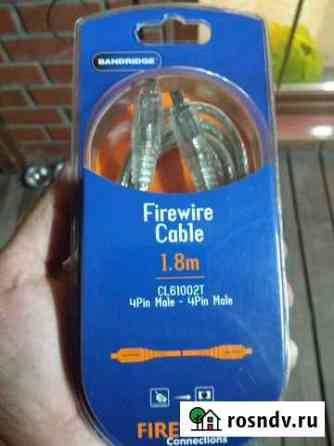 BANDRIDGE
Firewire
Cable
1.8m
CL61002T
4Pin Male - 4Pin Male
FIRE
Connections
rosndv.ru